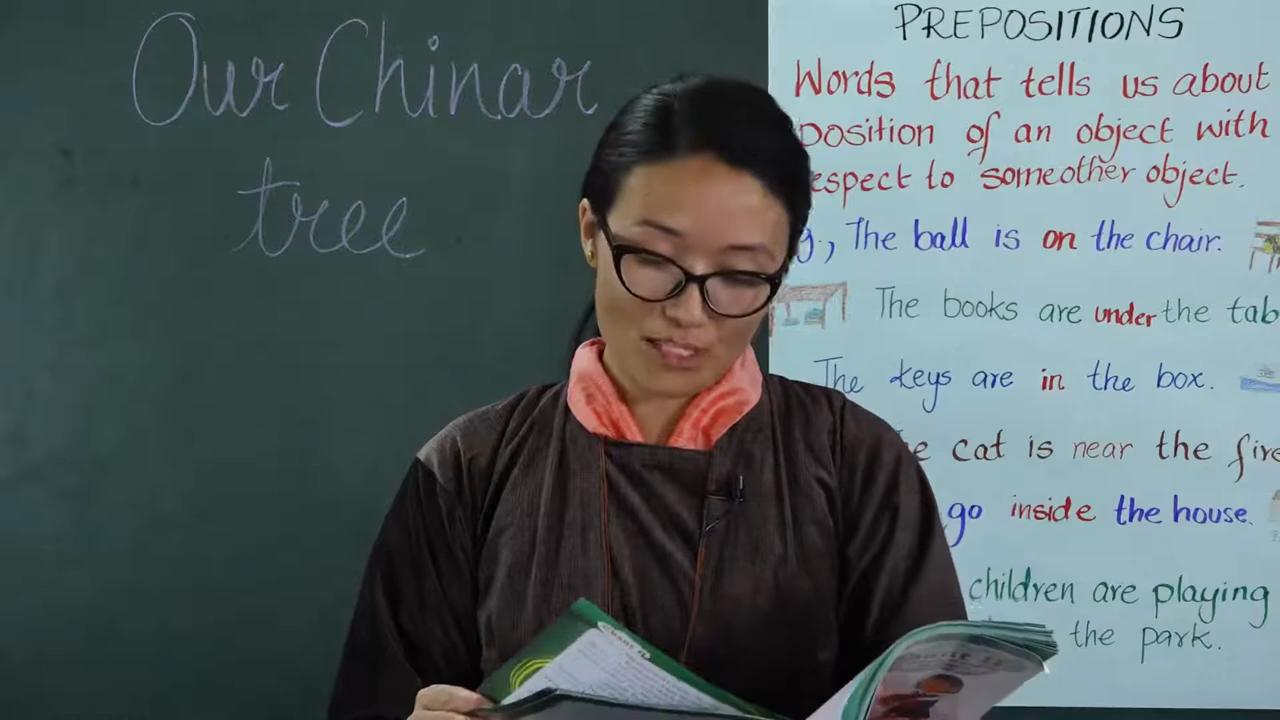 Our Chinar
tree
PREPOSITIONS
Words that tells us about
position of an object with
espect to someother object.
g., The ball is on the chair.
The books are under the tab
The keys are in the box.
e cat is near the fire
go inside the house.
children are playing
the park.